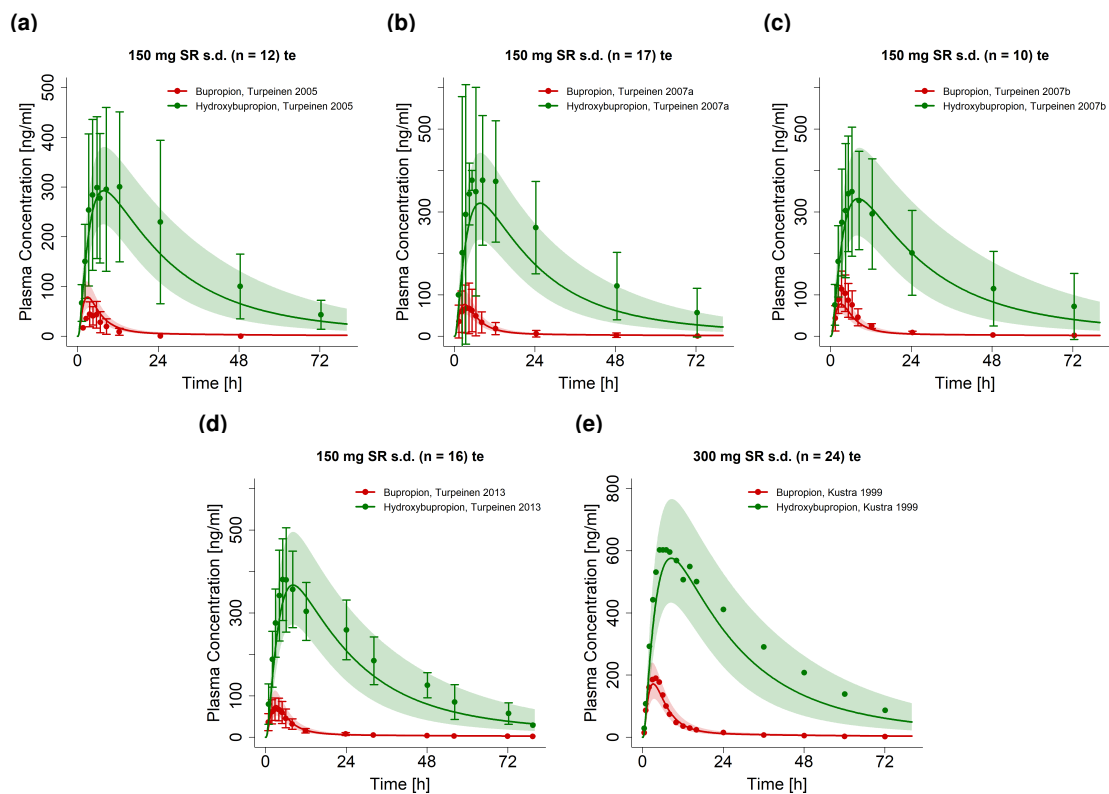 (a)
150 mg SR s.d. (n = 12) te
Bupropion, Turpeinen 2005
Hydroxybupropion, Turpeinen 2005
Plasma Concentration [ng/ml]
500
400
300
200
100
0
0 24 48 72
Time [h]
(b)
150 mg SR s.d. (n = 17) te
Bupropion, Turpeinen 2007a
Hydroxybupropion, Turpeinen 2007a
Plasma Concentration [ng/ml]
500
300
100
0
0 24 48 72
Time [h]
(c)
150 mg SR s.d. (n = 10) te
Bupropion, Turpeinen 2007b
Hydroxybupropion, Turpeinen 2007b
Plasma Concentration [ng/ml]
500
300
100
0
0 24 48 72
Time [h]
(d)
150 mg SR s.d. (n = 16) te
Bupropion, Turpeinen 2013
Hydroxybupropion, Turpeinen 2013
Plasma Concentration [ng/ml]
500
300
100
0
0 24 48 72
Time [h]
(e)
300 mg SR s.d. (n = 24) te
Bupropion, Kustra 1999
Hydroxybupropion, Kustra 1999
Plasma Concentration [ng/ml]
800
600
400
200
0
0 24 48 72
Time [h]